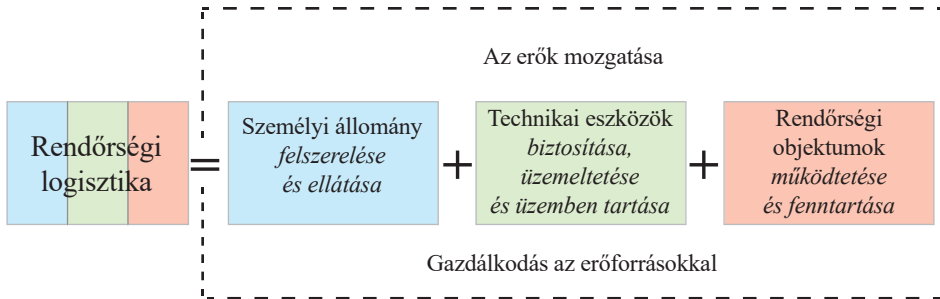 Az erők mozgatása
Rendőrségi
logisztika
=
Személyi állomány
felszerelése
és ellátása
+
Technikai eszközök
biztosítása,
üzemeltetése
és üzemben tartása
+
Rendőrségi
objektumok
működtetése
és fenntartása
Gazdálkodás az erőforrásokkal